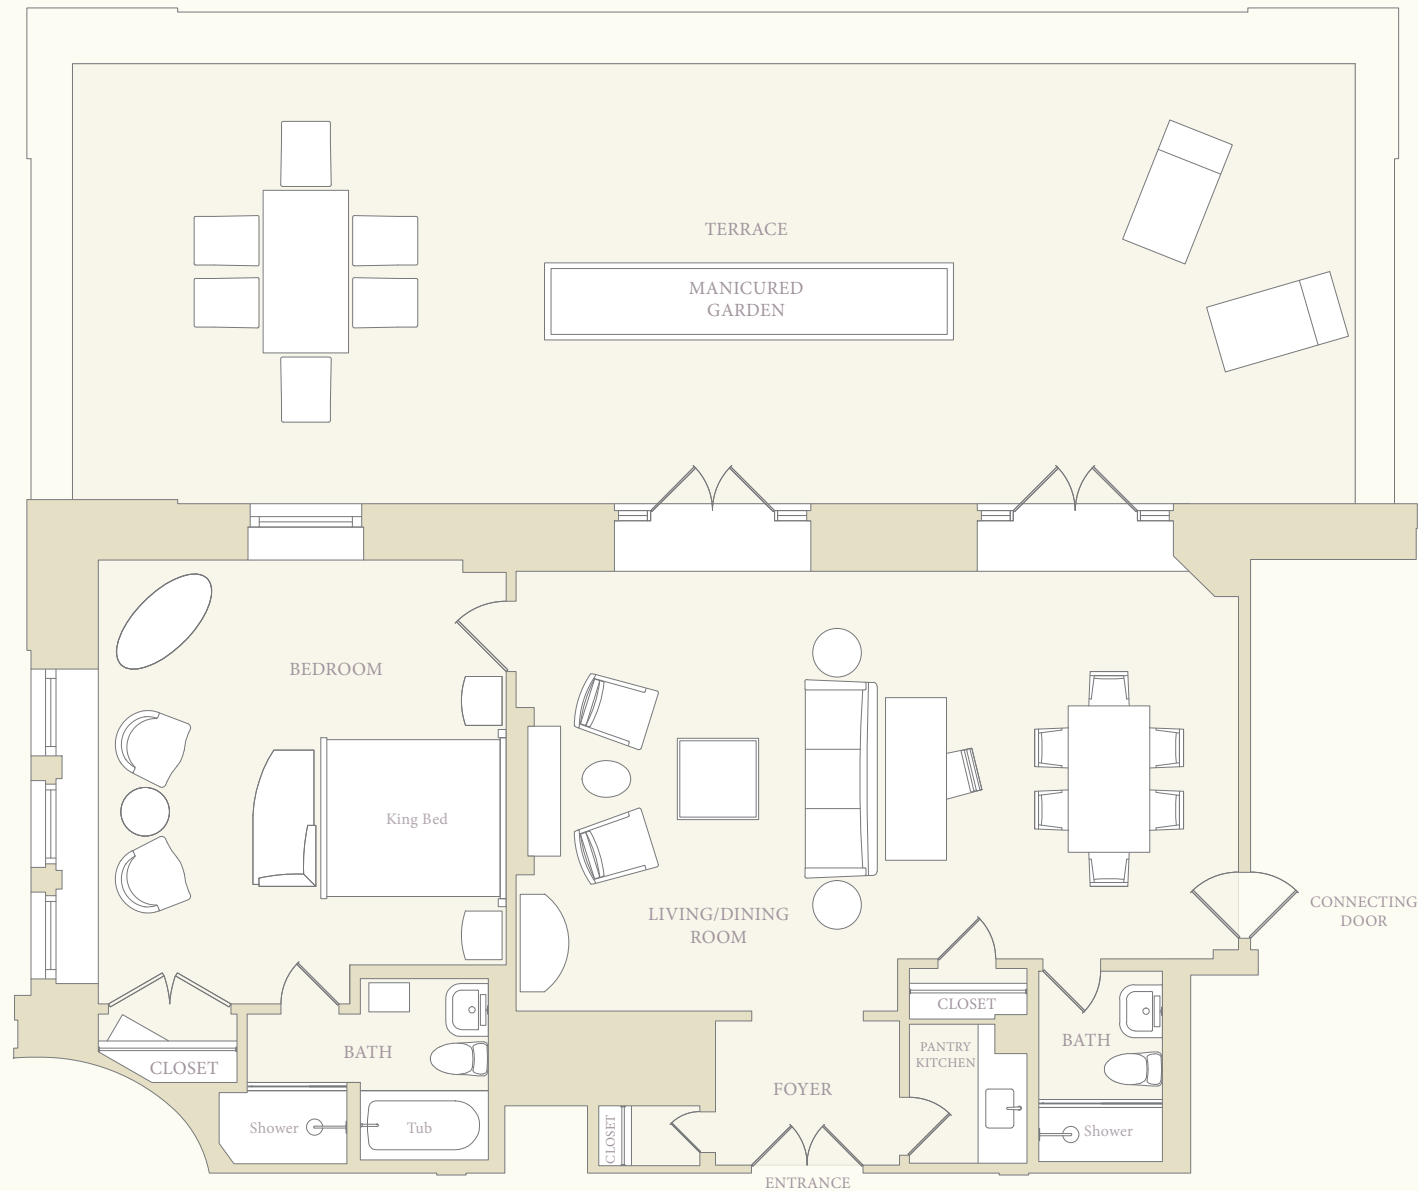 TERRACE
MANICURED
GARDEN
BEDROOM
King Bed
LIVING/DINING
ROOM
CONNECTING
DOOR
CLOSET
BATH
PANTRY
KITCHEN
BATH
CLOSET
FOYER
Shower
Tub
CLOSET
Shower
ENTRANCE